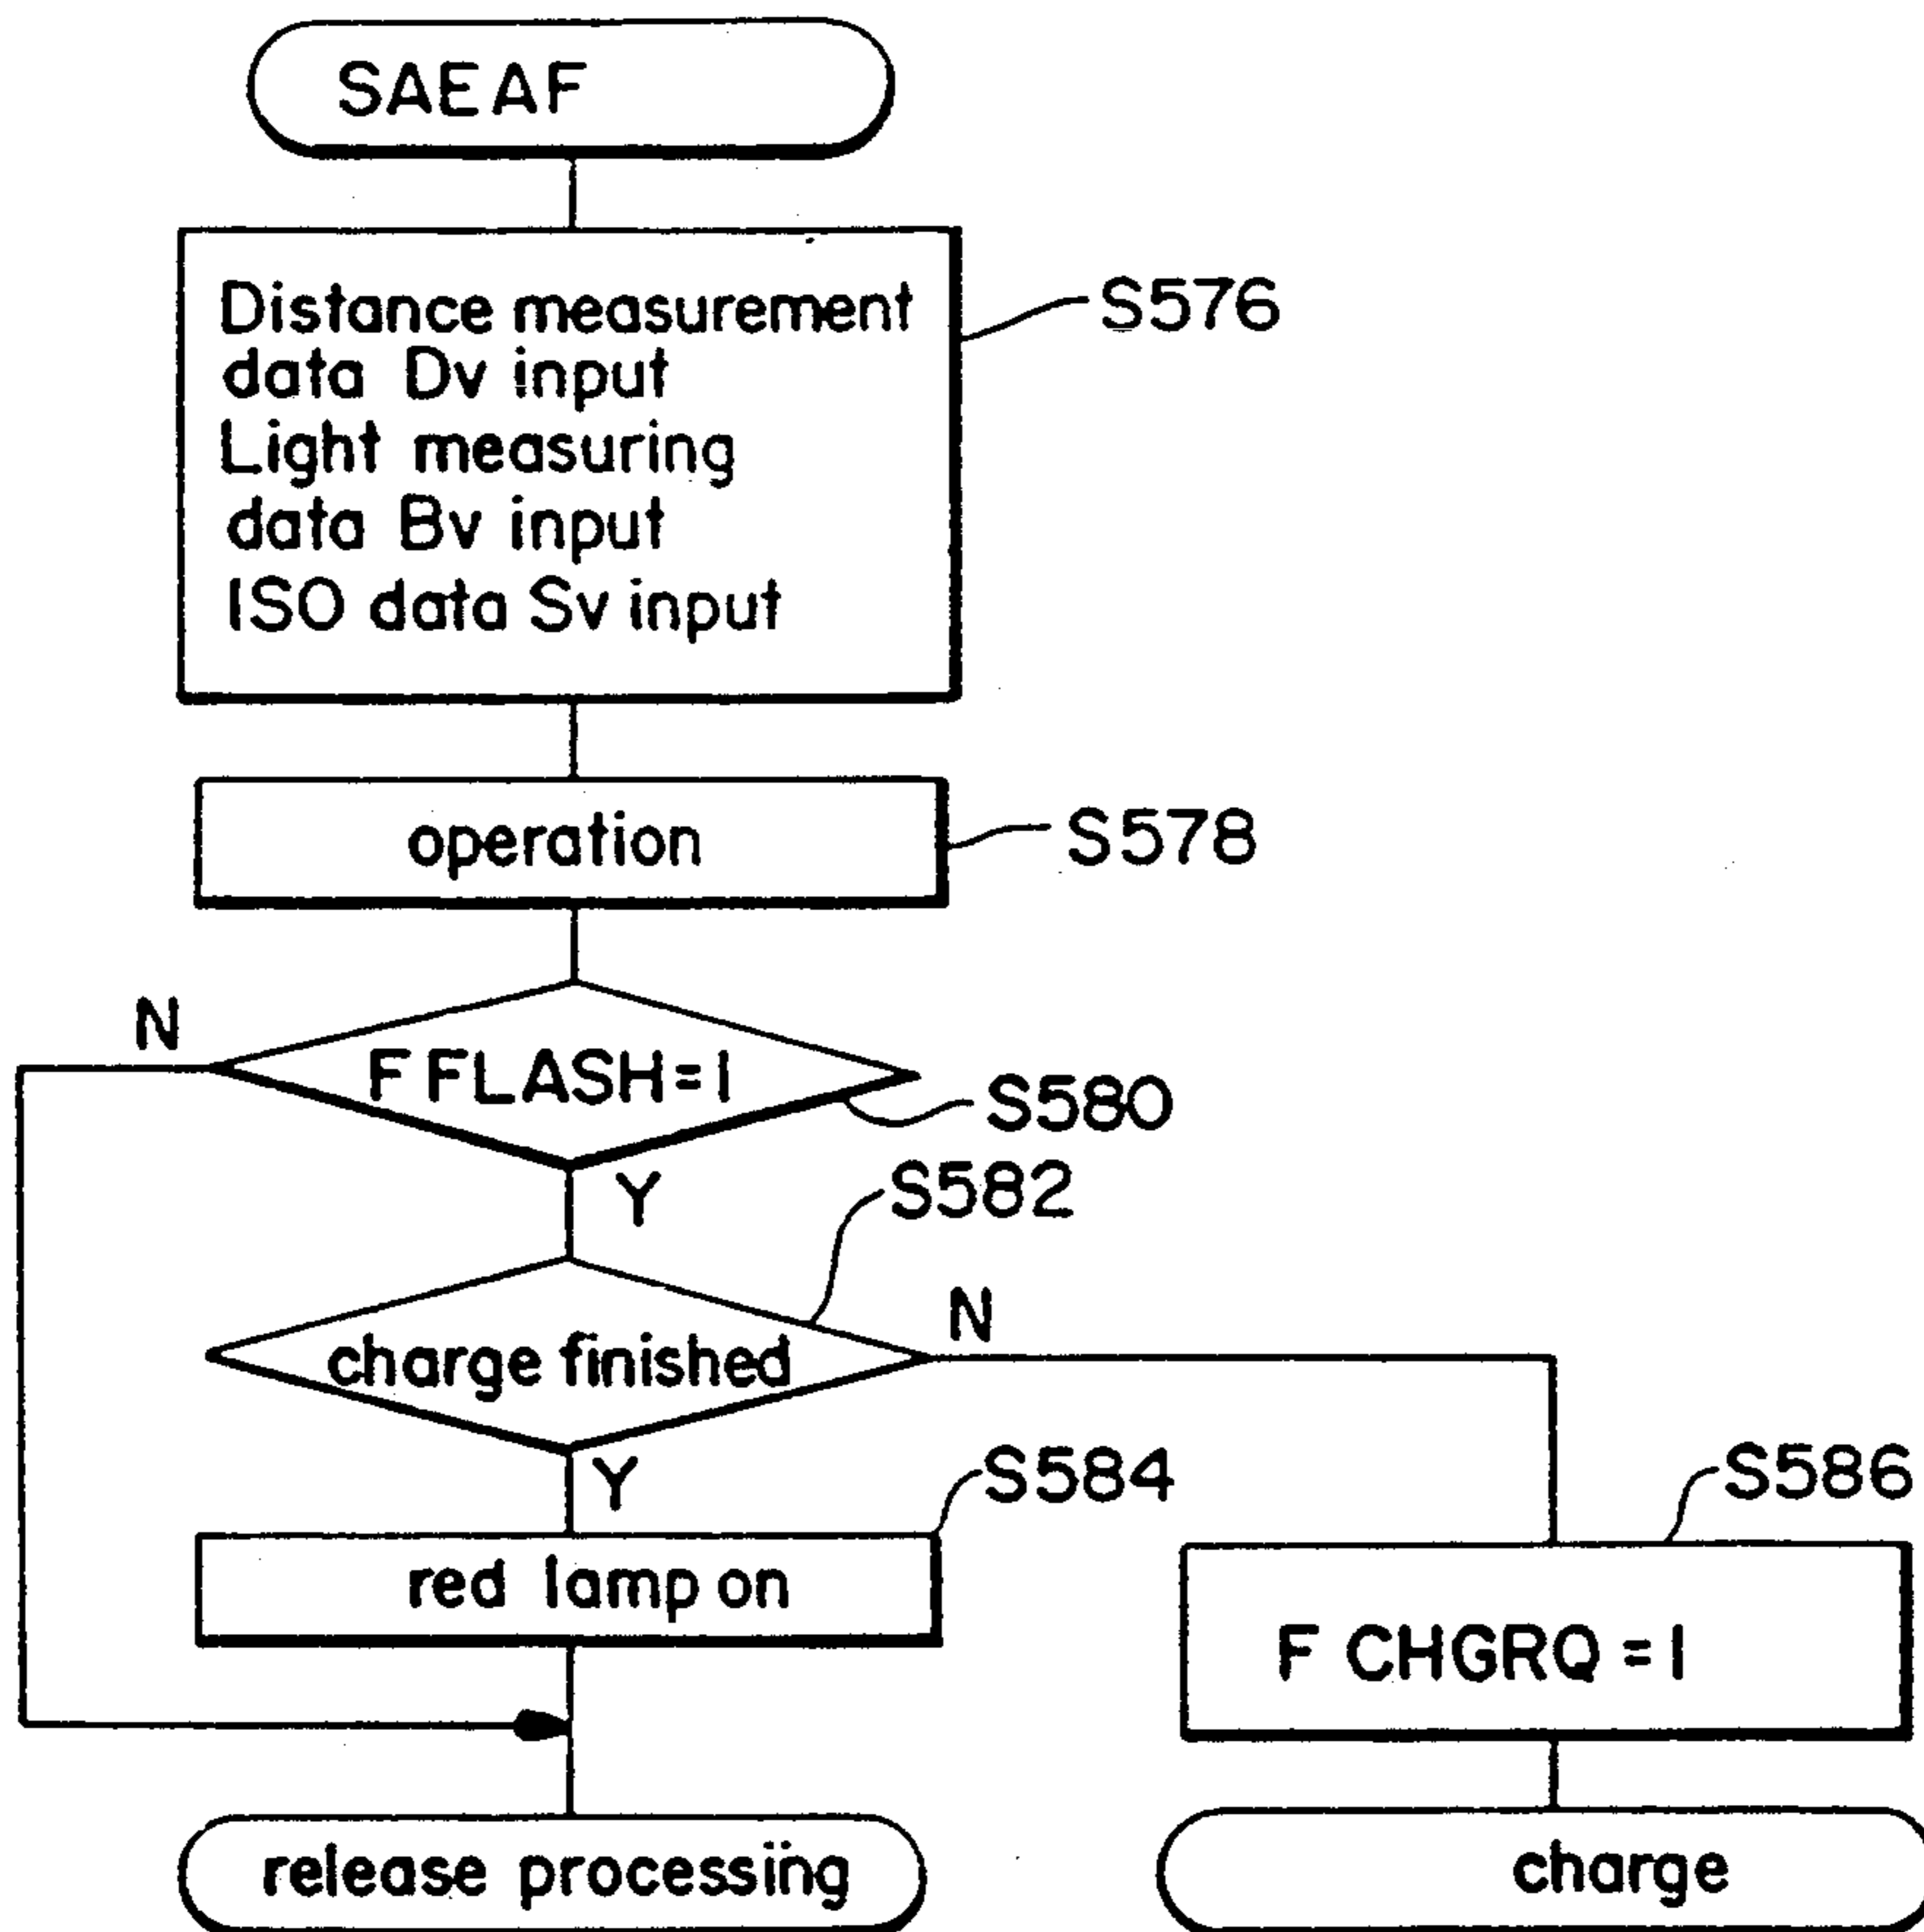 SAEAF
Distance measurement
data Dv input
Light measuring
data Bv input
ISO data Sv input
S576
operation
S578
N
F FLASH=1
S580
Y
S582
charge finished
N
Y
S584
red lamp on
S586
F CHGRQ=1
release processing
charge